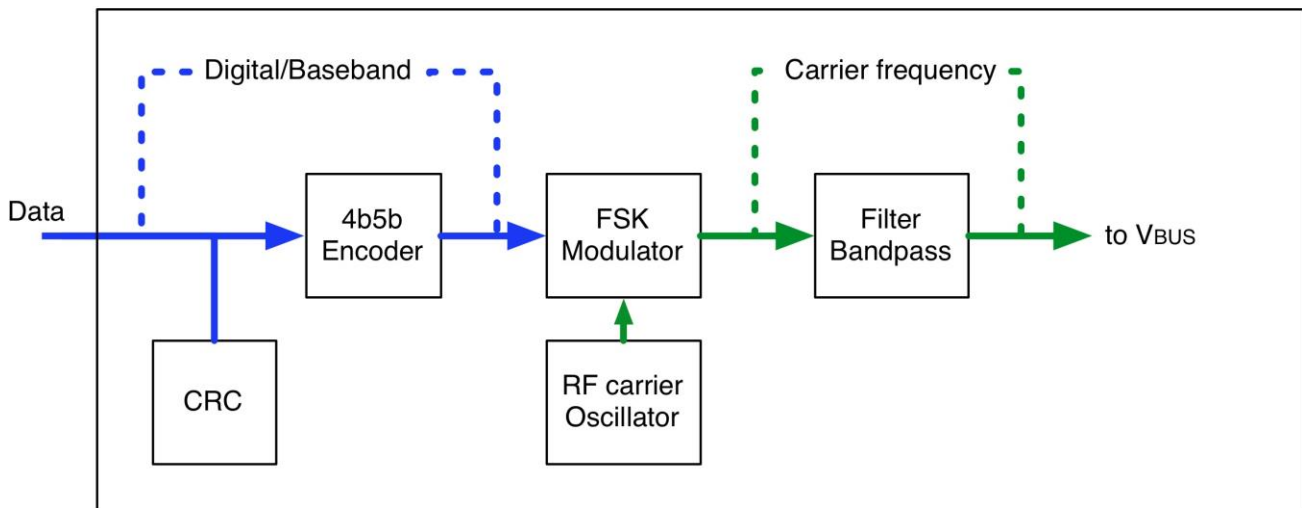 Digital/Baseband
Carrier frequency
Data
4b5b
Encoder
FSK
Modulator
Filter
Bandpass
to VBUS
CRC
RF carrier
Oscillator